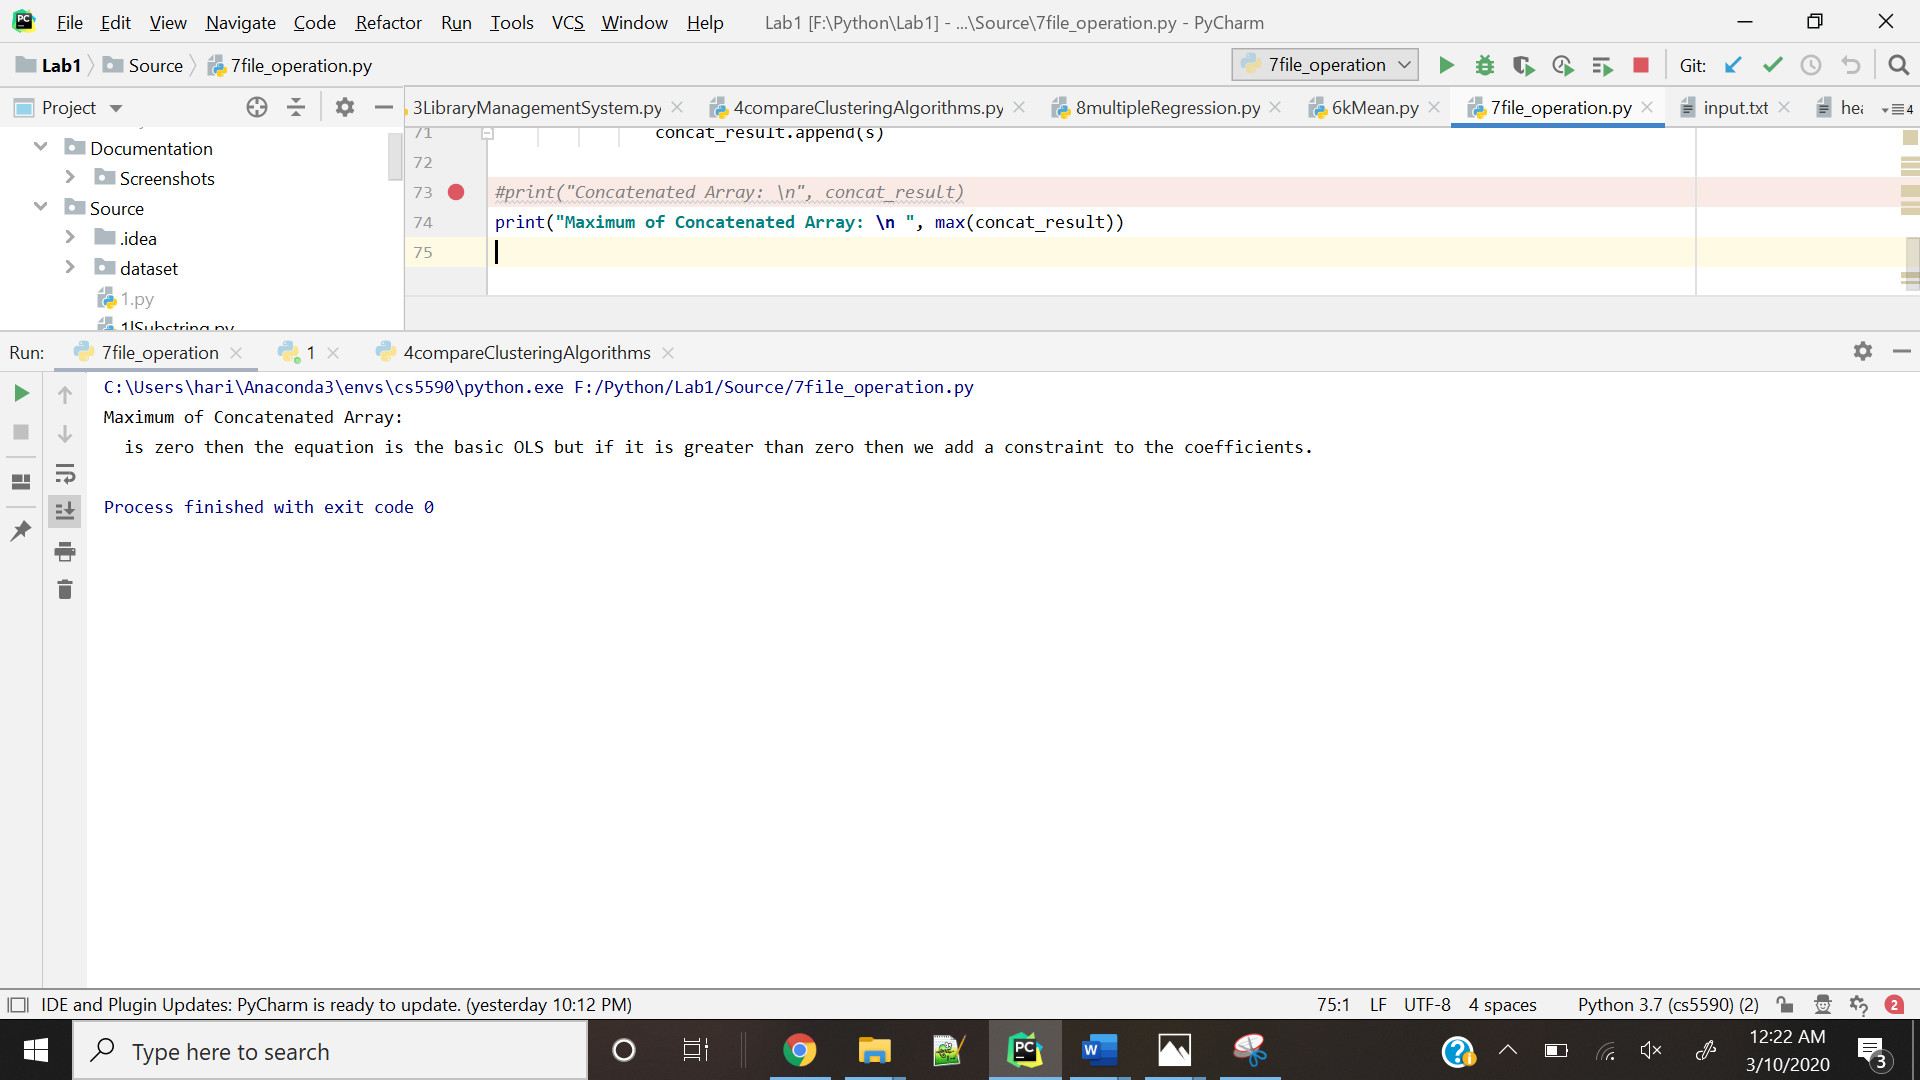 File Edit View Navigate Code Refactor Run Tools VCS Window Help Lab1 [F:\Python\Lab1] - ...\Source\7file_operation.py - PyCharm
Lab1 Source 7file_operation.py 7file_operation Git:
Project 3LibraryManagementSystem.py 4compareClusteringAlgorithms.py 8multipleRegression.py 6kMean.py 7file_operation.py input.txt hea 4
71 concat_result.append(s)
Documentation
72
Screenshots
73 #print("Concatenated Array: \n", concat_result)
Source
74 print("Maximum of Concatenated Array: \n ", max(concat_result))
.idea
75
dataset
1.py
1lSubstring.py
Run: 7file_operation 1 4compareClusteringAlgorithms
C:\Users\hari\Anaconda3\envs\cs5590\python.exe F:/Python/Lab1/Source/7file_operation.py
Maximum of Concatenated Array:
is zero then the equation is the basic OLS but if it is greater than zero then we add a constraint to the coefficients.
Process finished with exit code 0
IDE and Plugin Updates: PyCharm is ready to update. (yesterday 10:12 PM) 75:1 LF UTF-8 4 spaces Python 3.7 (cs5590) (2) 2
Type here to search
12:22 AM
3/10/2020
3